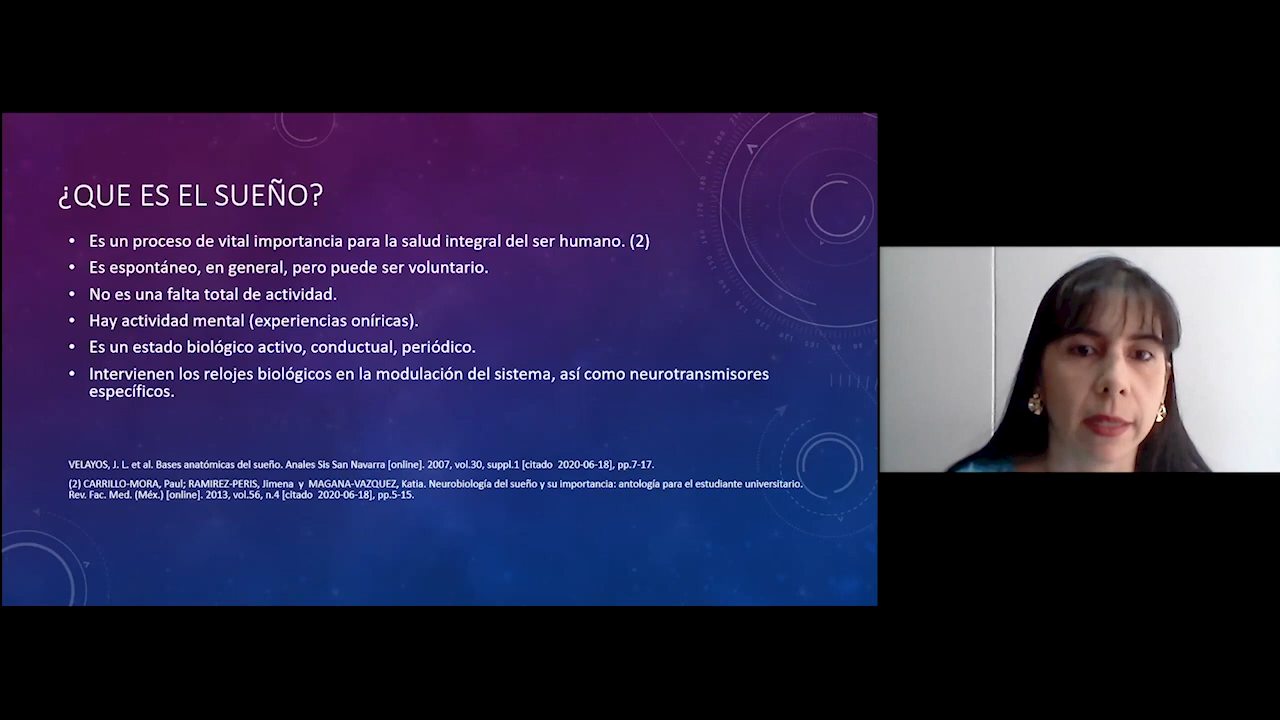 ¿QUE ES EL SUEÑO?
• Es un proceso de vital importancia para la salud integral del ser humano. (2)
• Es espontáneo, en general, pero puede ser voluntario.
• No es una falta total de actividad.
• Hay actividad mental (experiencias oníricas).
• Es un estado biológico activo, conductual, periódico.
• Intervienen los relojes biológicos en la modulación del sistema, así como neurotransmisores
específicos.
VELAYOS, J. L. et al. Bases anatómicas del sueño. Anales Sis San Navarra [online]. 2007, vol.30, suppl.1 [citado 2020-06-18], pp.7-17.
(2) CARRILLO-MORA, Paul; RAMIREZ-PERIS, Jimena y MAGANA-VAZQUEZ, Katia. Neurobiología del sueño y su importancia: antología para el estudiante universitario.
Rev. Fac. Med. (Méx.) [online]. 2013, vol.56, n.4 [citado 2020-06-18], pp.5-15.